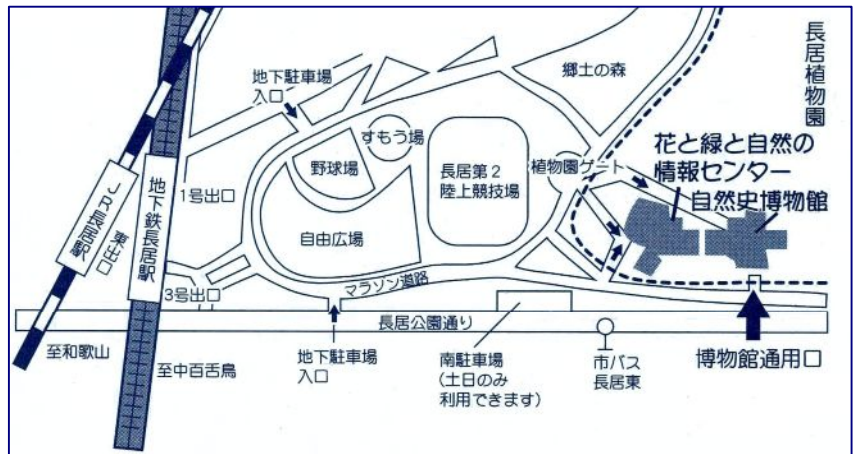 長居植物園
郷土の森
地下駐車場
入口
すもう場
野球場
長居第2
陸上競技場
植物園ゲート
花と緑と自然の
情報センター
自然史博物館
JR長居駅
東出口
地下鉄長居駅
1号出口
自由広場
3号出口
マラソン道路
長居公園通り
至和歌山
至中百舌鳥
地下駐車場
入口
南駐車場
(土日のみ
利用できます)
市バス
長居東
博物館通用口